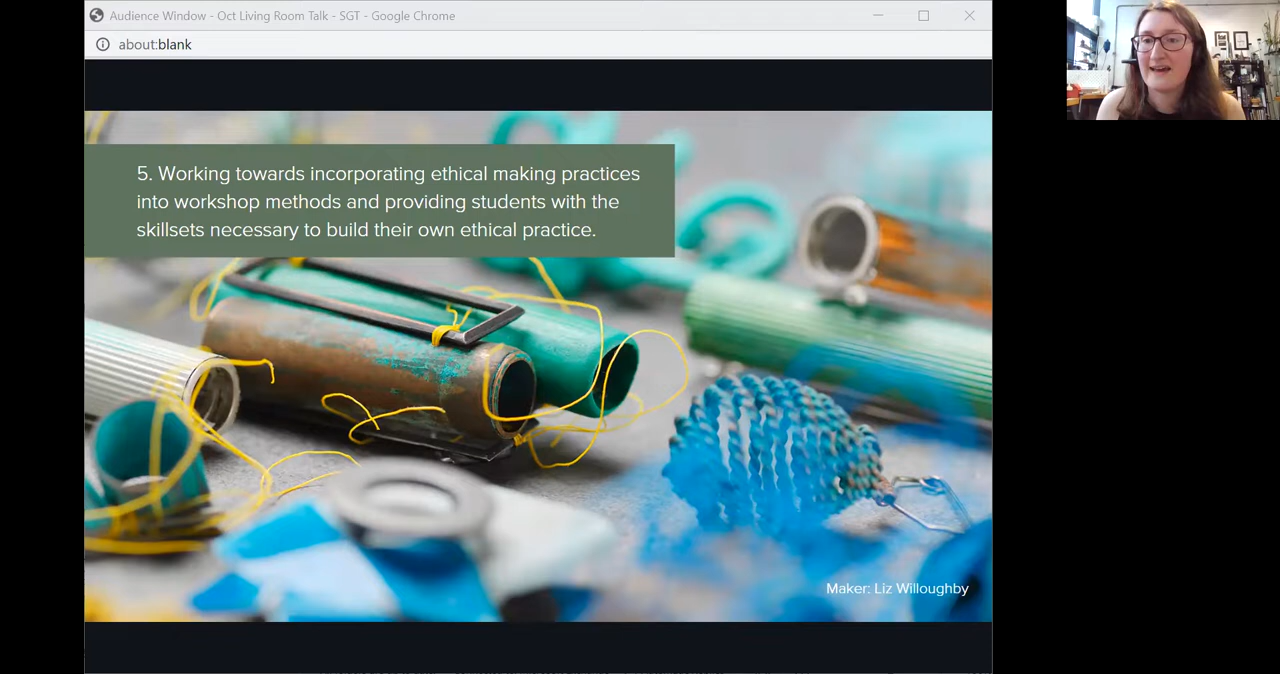 Audience Window - Oct Living Room Talk - SGT - Google Chrome
about:blank
5. Working towards incorporating ethical making practices
into workshop methods and providing students with the
skillsets necessary to build their own ethical practice.
Maker: Liz Willoughby